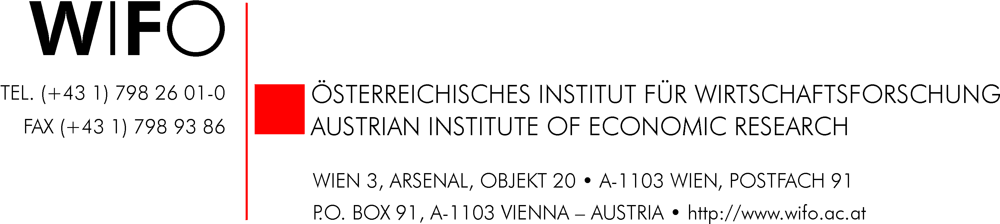 WIFO
TEL. (+43 1) 798 26 01-0
FAX (+43 1) 798 93 86
ÖSTERREICHISCHES INSTITUT FÜR WIRTSCHAFTSFORSCHUNG
AUSTRIAN INSTITUTE OF ECONOMIC RESEARCH
WIEN 3, ARSENAL, OBJEKT 20 • A-1103 WIEN, POSTFACH 91
P.O. BOX 91, A-1103 VIENNA – AUSTRIA • http://www.wifo.ac.at